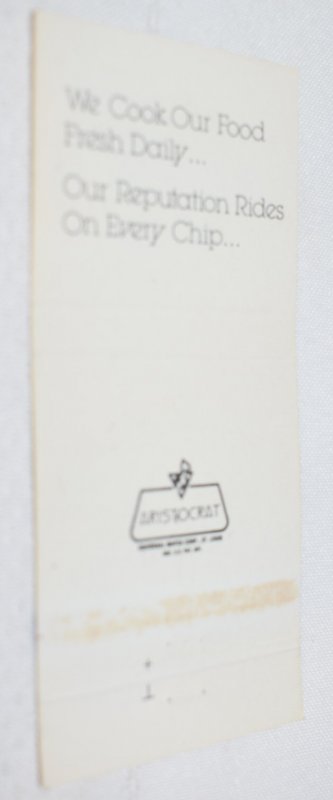 We Cook Our Food
Fresh Daily...
Our Reputation Rides
On Every Chip...
ARISTOCRAT